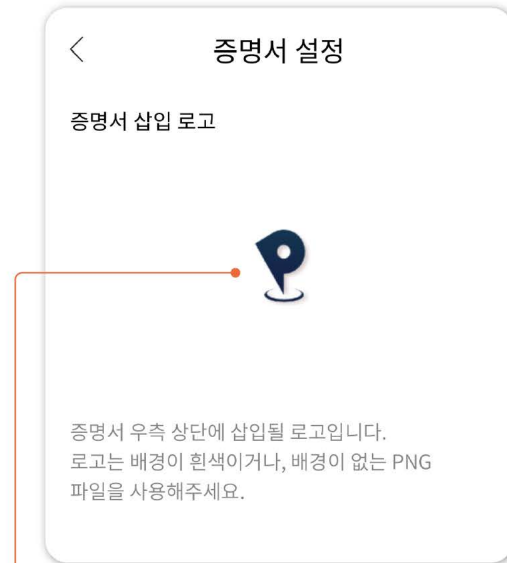 증명서 설정
증명서 삽입 로고
증명서 우측 상단에 삽입될 로고입니다.
로고는 배경이 흰색이거나, 배경이 없는 PNG
파일을 사용해주세요.